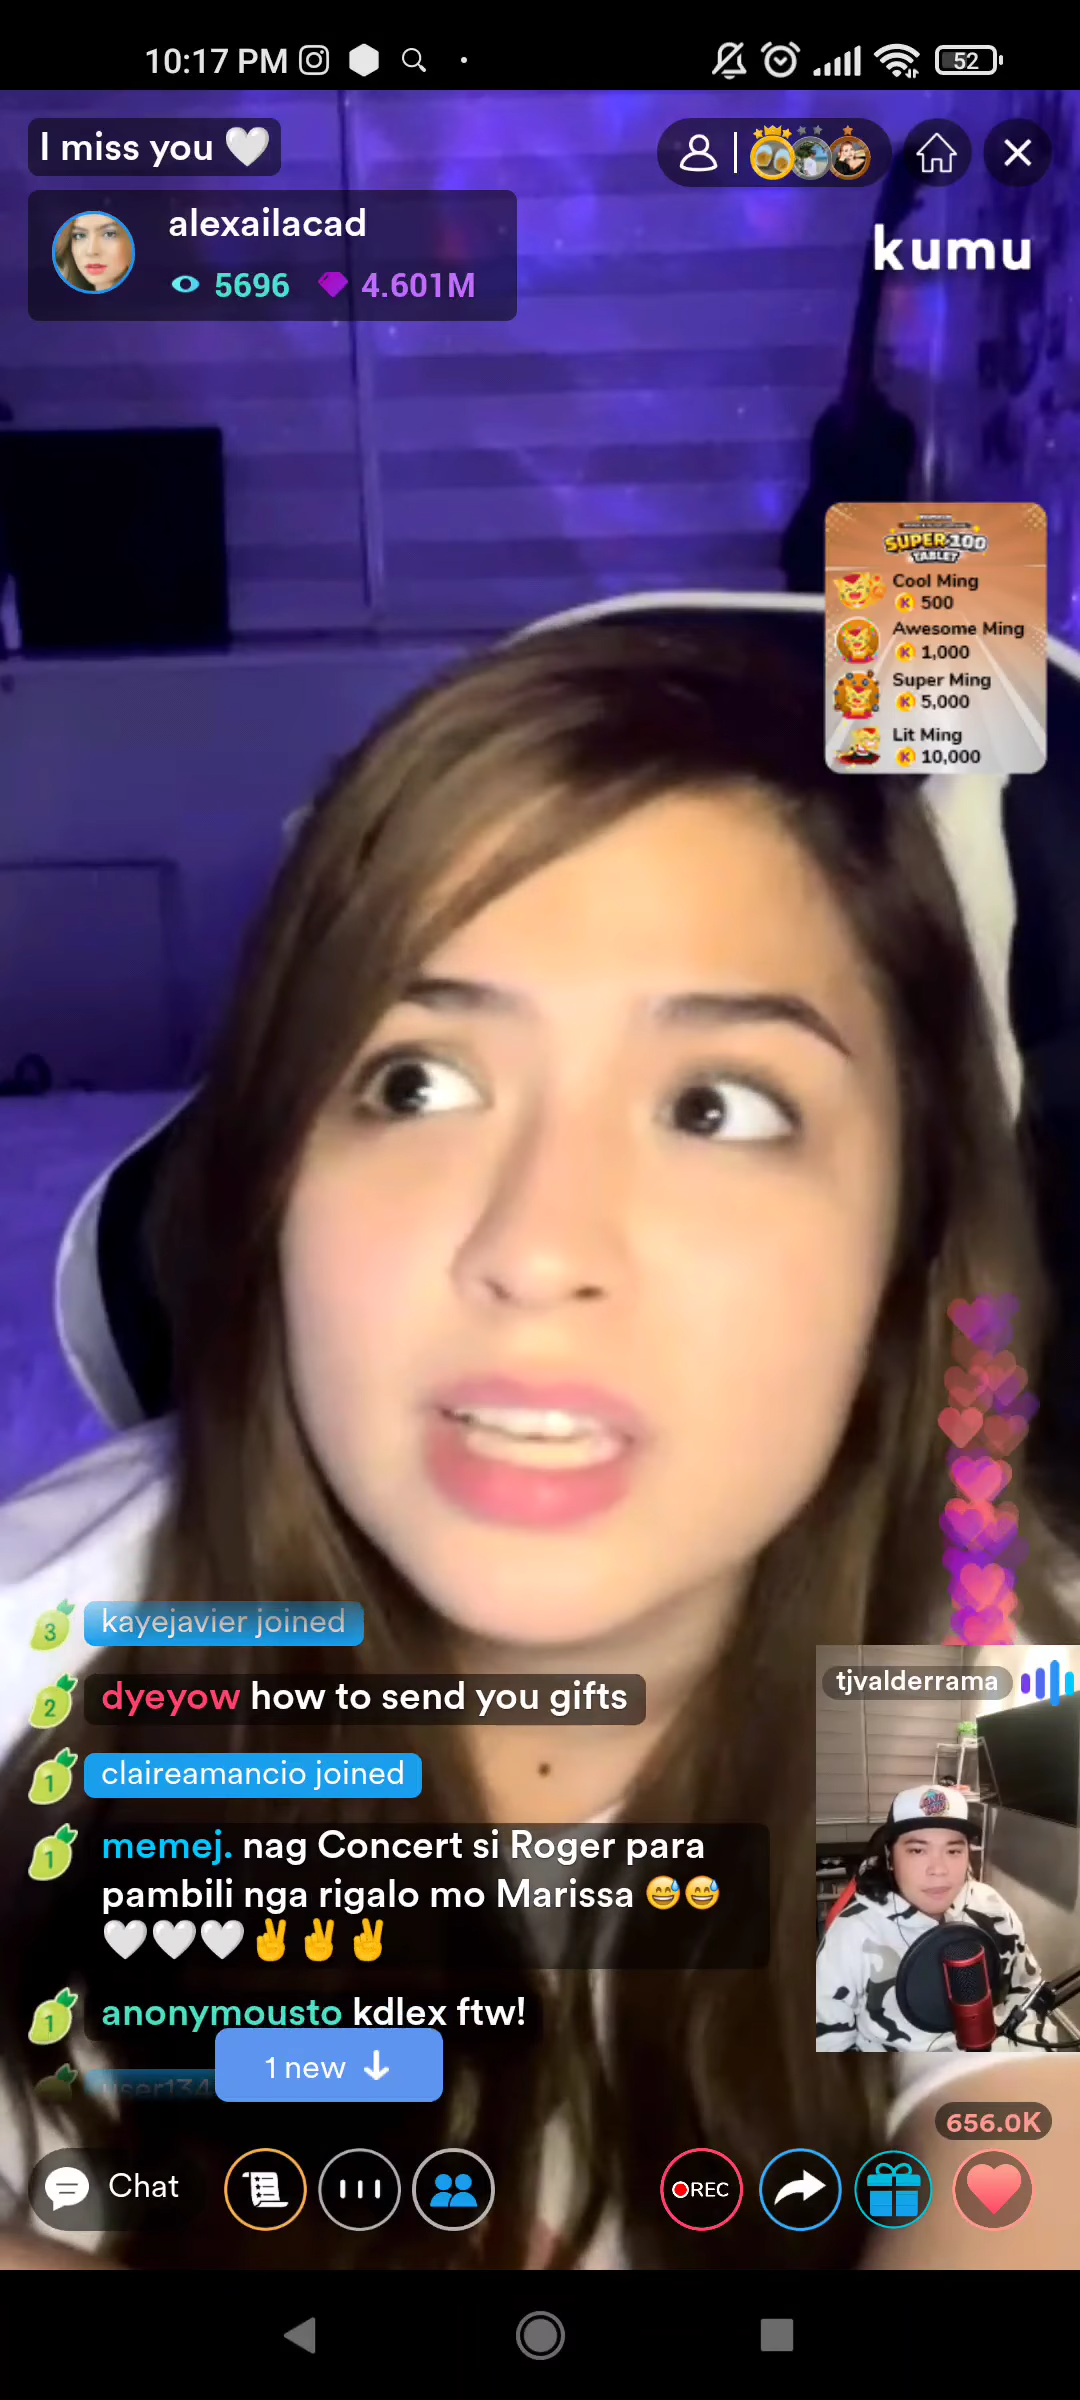 10:17 PM
52
I miss you 🤍
alexailacad
5696 4.601M
kumu
SUPER 100
TABLET
Cool Ming
K 500
Awesome Ming
K 1,000
Super Ming
K 5,000
Lit Ming
K 10,000
3 kayejavier joined
2 dyeyow how to send you gifts
1 claireamancio joined
1 memej. nag Concert si Roger para
pambili nga rigalo mo Marissa 😅😅
🤍🤍🤍✌️✌️✌️
1 anonymousto kdlex ftw!
1 new ↓
tjvalderrama
656.0K
Chat
REC